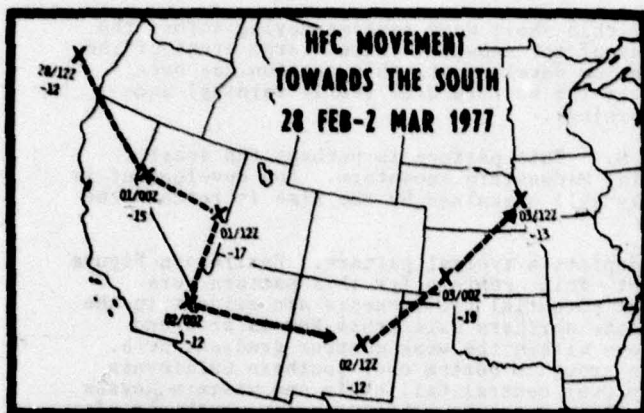 HFC MOVEMENT
TOWARDS THE SOUTH
28 FEB-2 MAR 1977
28/12Z
-12
01/00Z
-15
01/12Z
-17
02/00Z
-12
02/12Z
-12
03/00Z
-19
03/12Z
-13